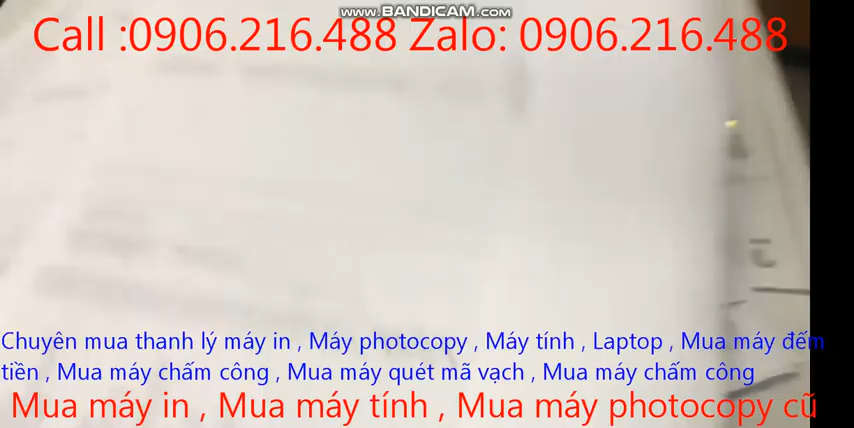 www.BANDICAM.com
Call :0906.216.488 Zalo: 0906.216.488
Chuyên mua thanh lý máy in , Máy photocopy , Máy tính , Laptop , Mua máy đếm
tiền , Mua máy chấm công , Mua máy quét mã vạch , Mua máy chấm công
Mua máy in , Mua máy tính , Mua máy photocopy cũ